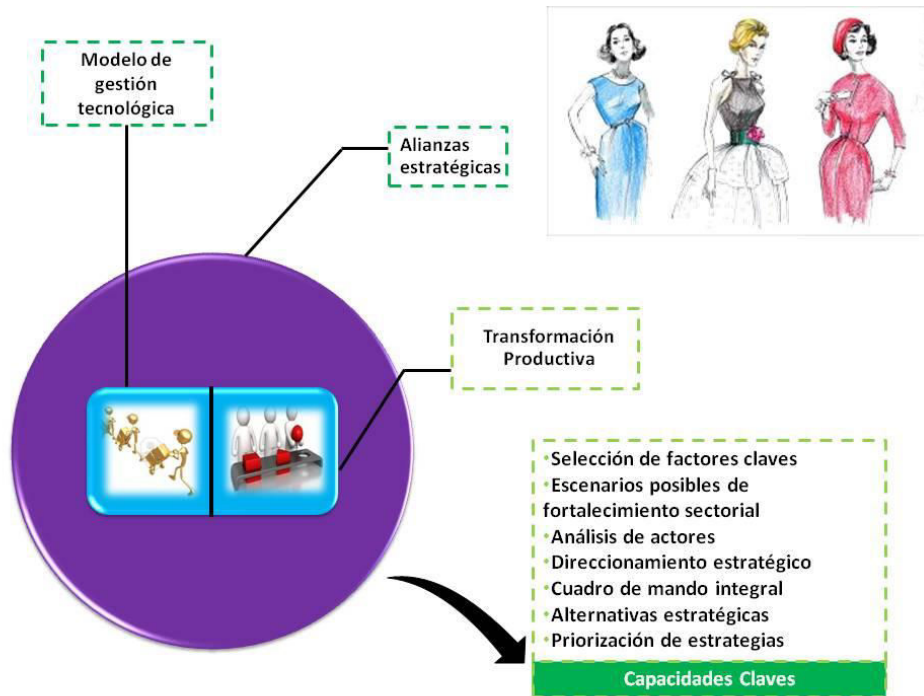 Modelo de
gestión
tecnológica
Alianzas
estratégicas
Transformación
Productiva
•Selección de factores claves
•Escenarios posibles de
fortalecimiento sectorial
•Análisis de actores
•Direccionamiento estratégico
•Cuadro de mando integral
•Alternativas estratégicas
•Priorización de estrategias
Capacidades Claves